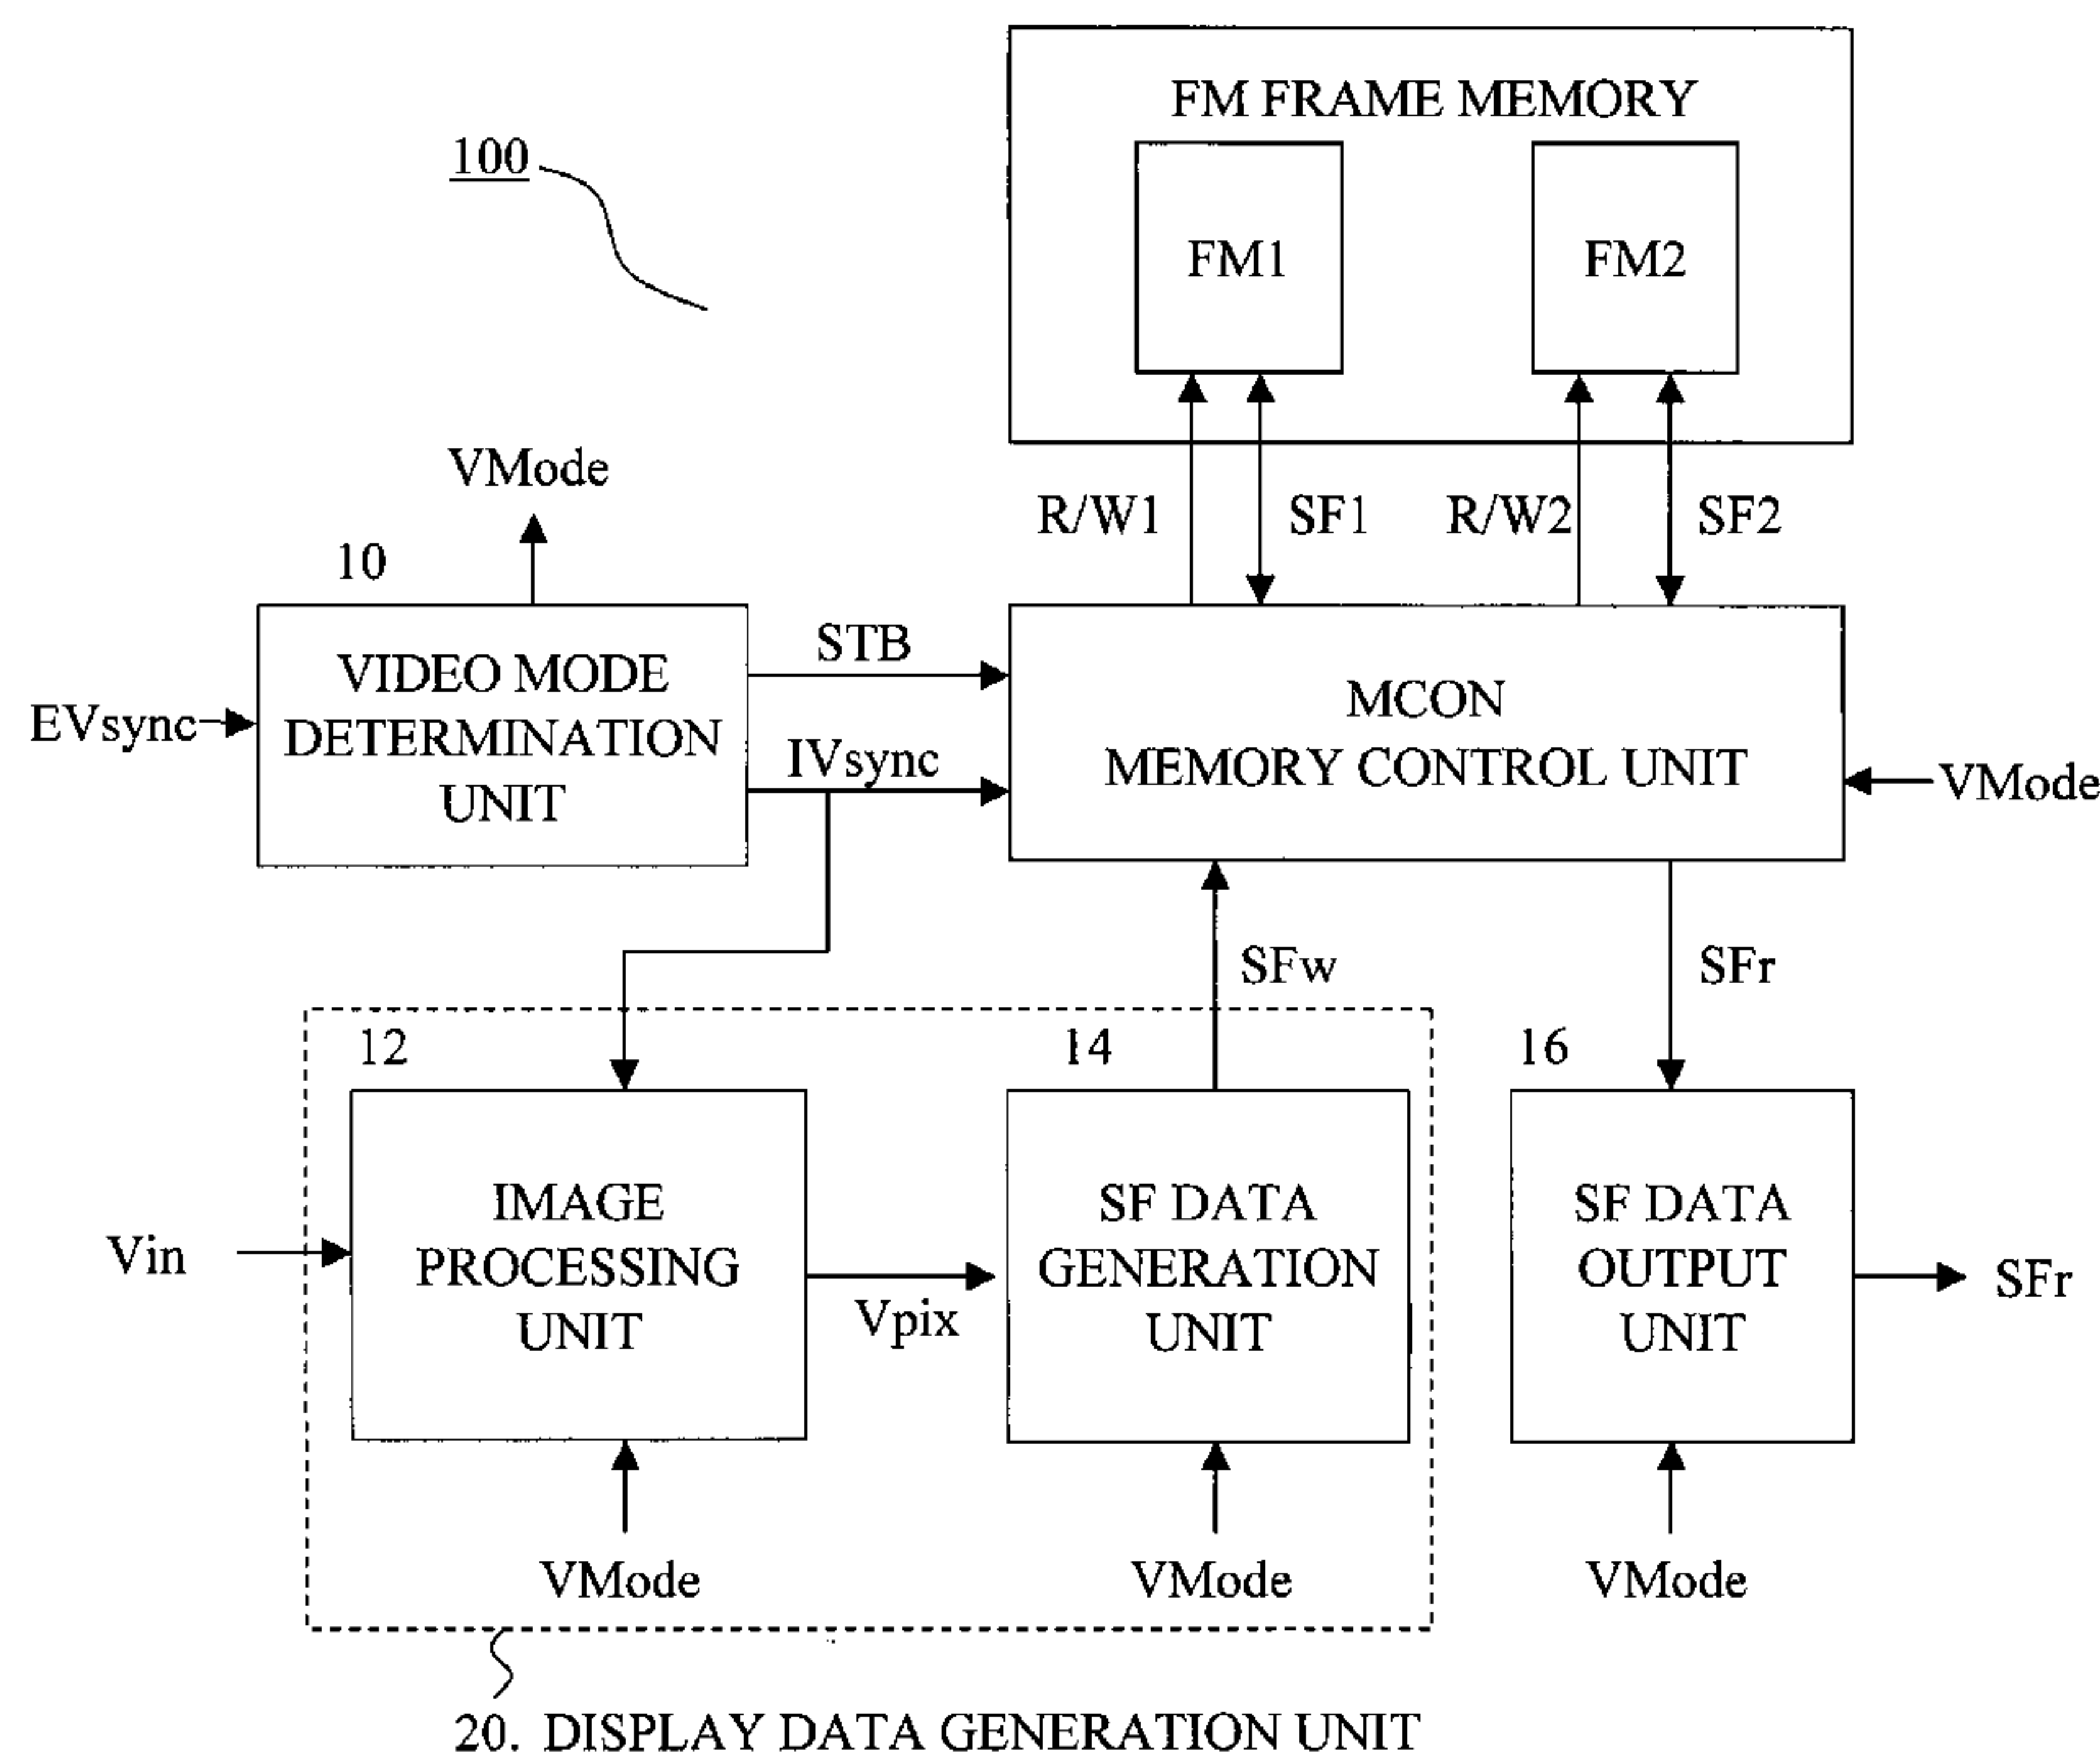 FM FRAME MEMORY
100
FM1
FM2
VMode
R/W1
SF1
R/W2
SF2
10
STB
VIDEO MODE
DETERMINATION
UNIT
EVsync
IVsync
MCON
MEMORY CONTROL UNIT
VMode
SFw
SFr
12
14
16
Vin
IMAGE
PROCESSING
UNIT
Vpix
SF DATA
GENERATION
UNIT
SF DATA
OUTPUT
UNIT
SFr
VMode
VMode
VMode
20. DISPLAY DATA GENERATION UNIT